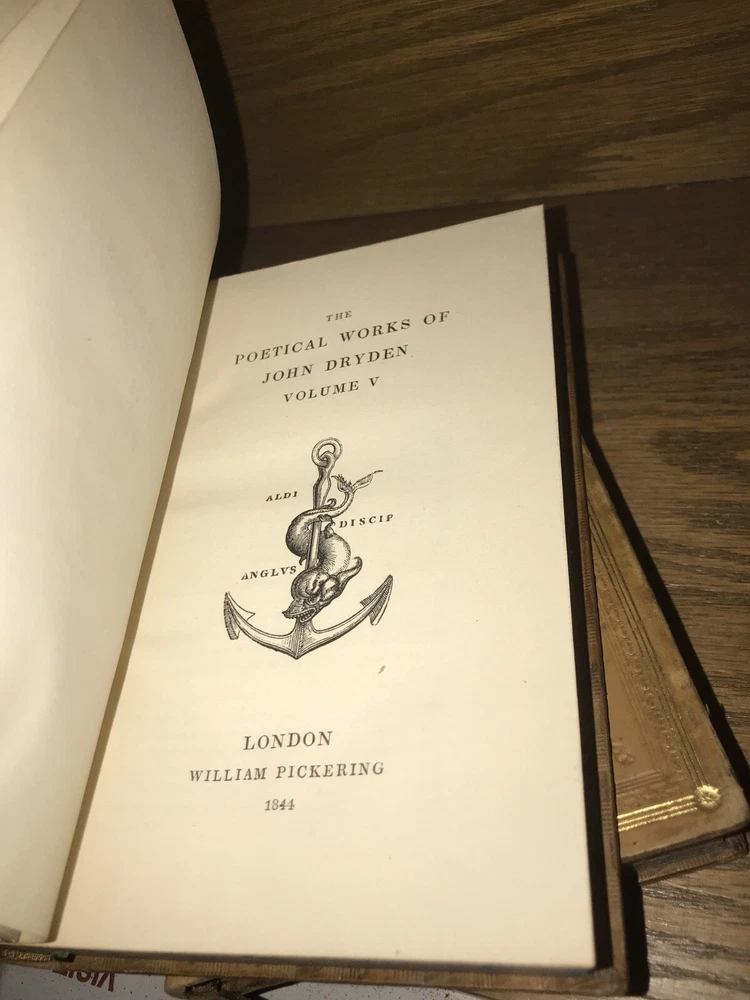 THE
POETICAL WORKS OF
JOHN DRYDEN
VOLUME V
ALDI
DISCIP
ANGLVS
LONDON
WILLIAM PICKERING
1844